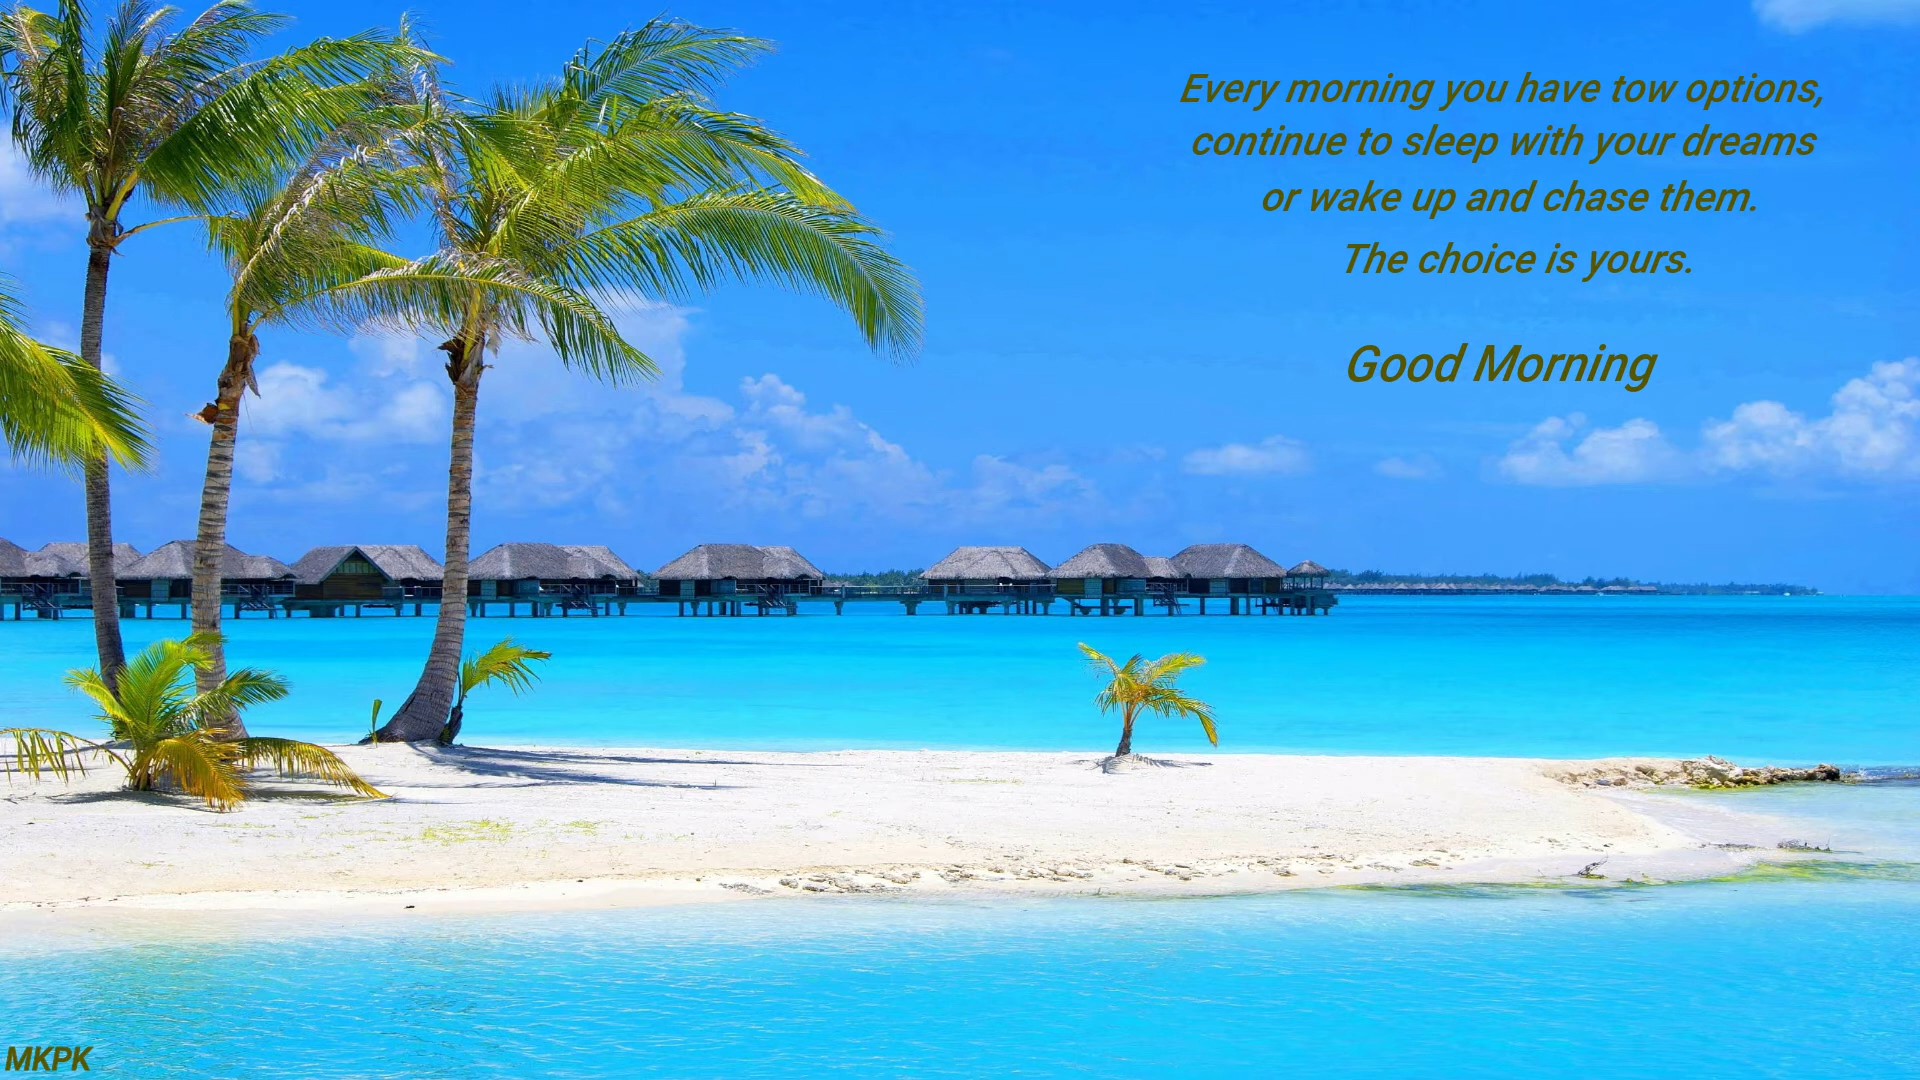 Every morning you have tow options,
continue to sleep with your dreams
or wake up and chase them.
The choice is yours.
Good Morning
MKPK